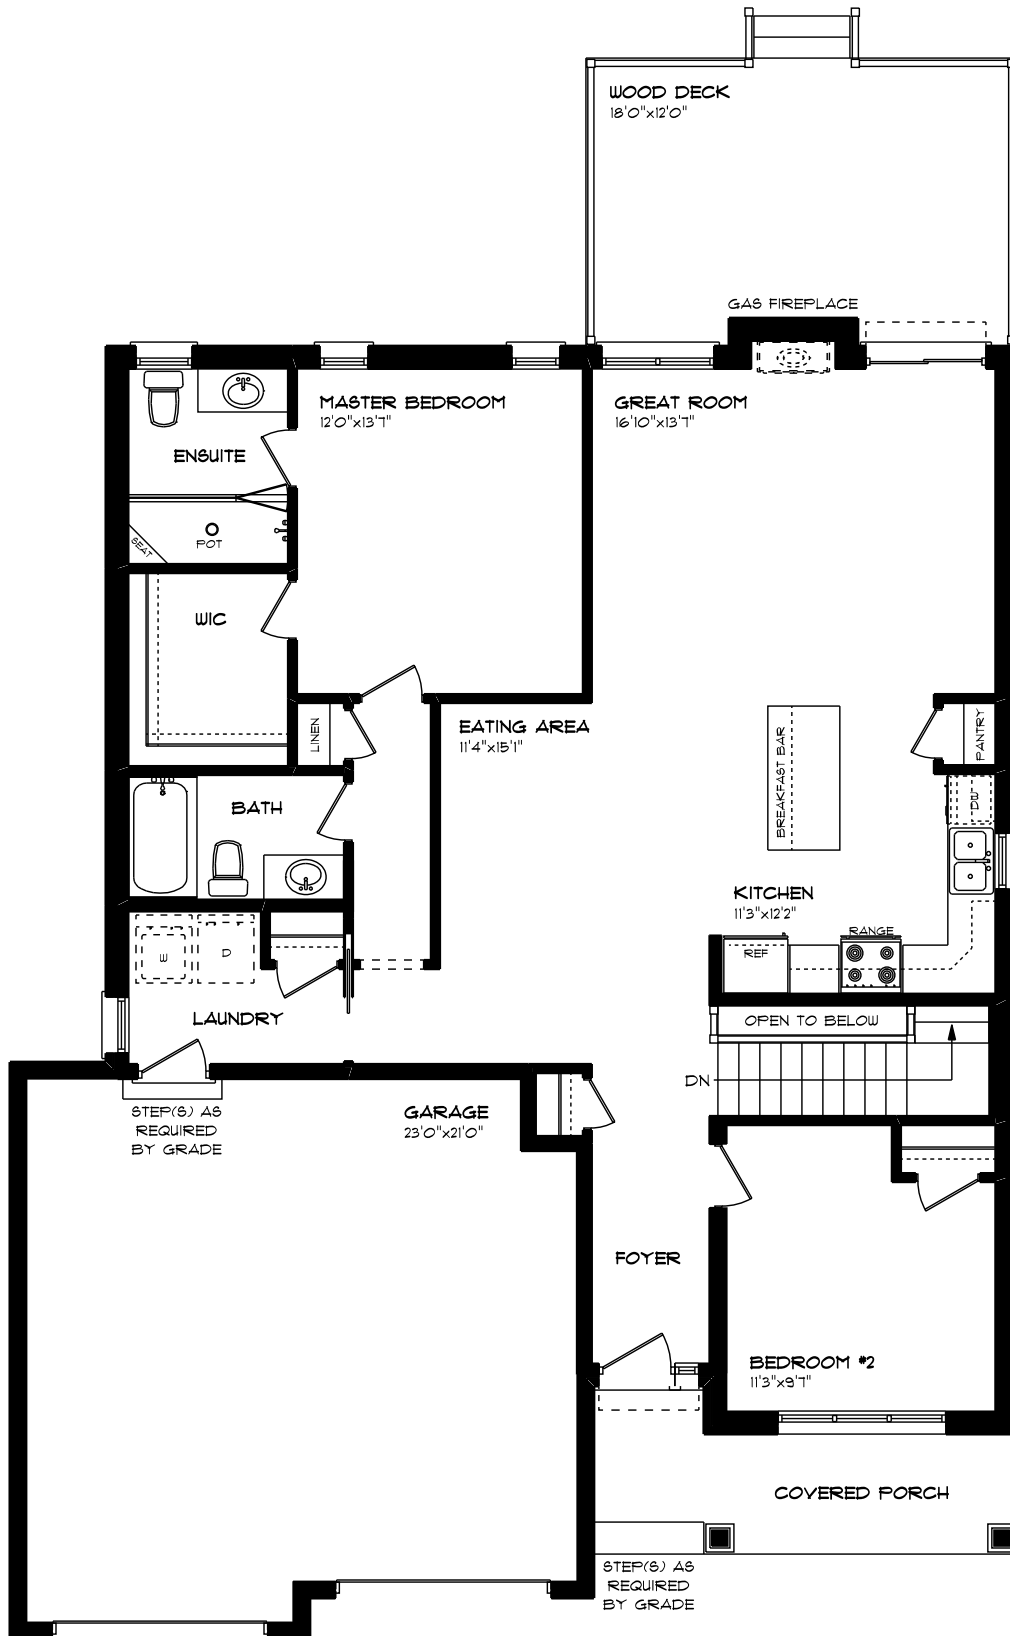 WOOD DECK
18'0"x12'0"
GAS FIREPLACE
MASTER BEDROOM
12'0"x13'7"
GREAT ROOM
16'10"x13'7"
ENSUITE
SEAT
POT
WIC
LINEN
EATING AREA
11'4"x15'1"
BREAKFAST BAR
PANTRY
DW
BATH
KITCHEN
11'3"x12'2"
RANGE
REF
W
D
LAUNDRY
OPEN TO BELOW
DN
STEP(S) AS
REQUIRED
BY GRADE
GARAGE
23'0"x21'0"
FOYER
BEDROOM #2
11'3"x9'7"
COVERED PORCH
STEP(S) AS
REQUIRED
BY GRADE